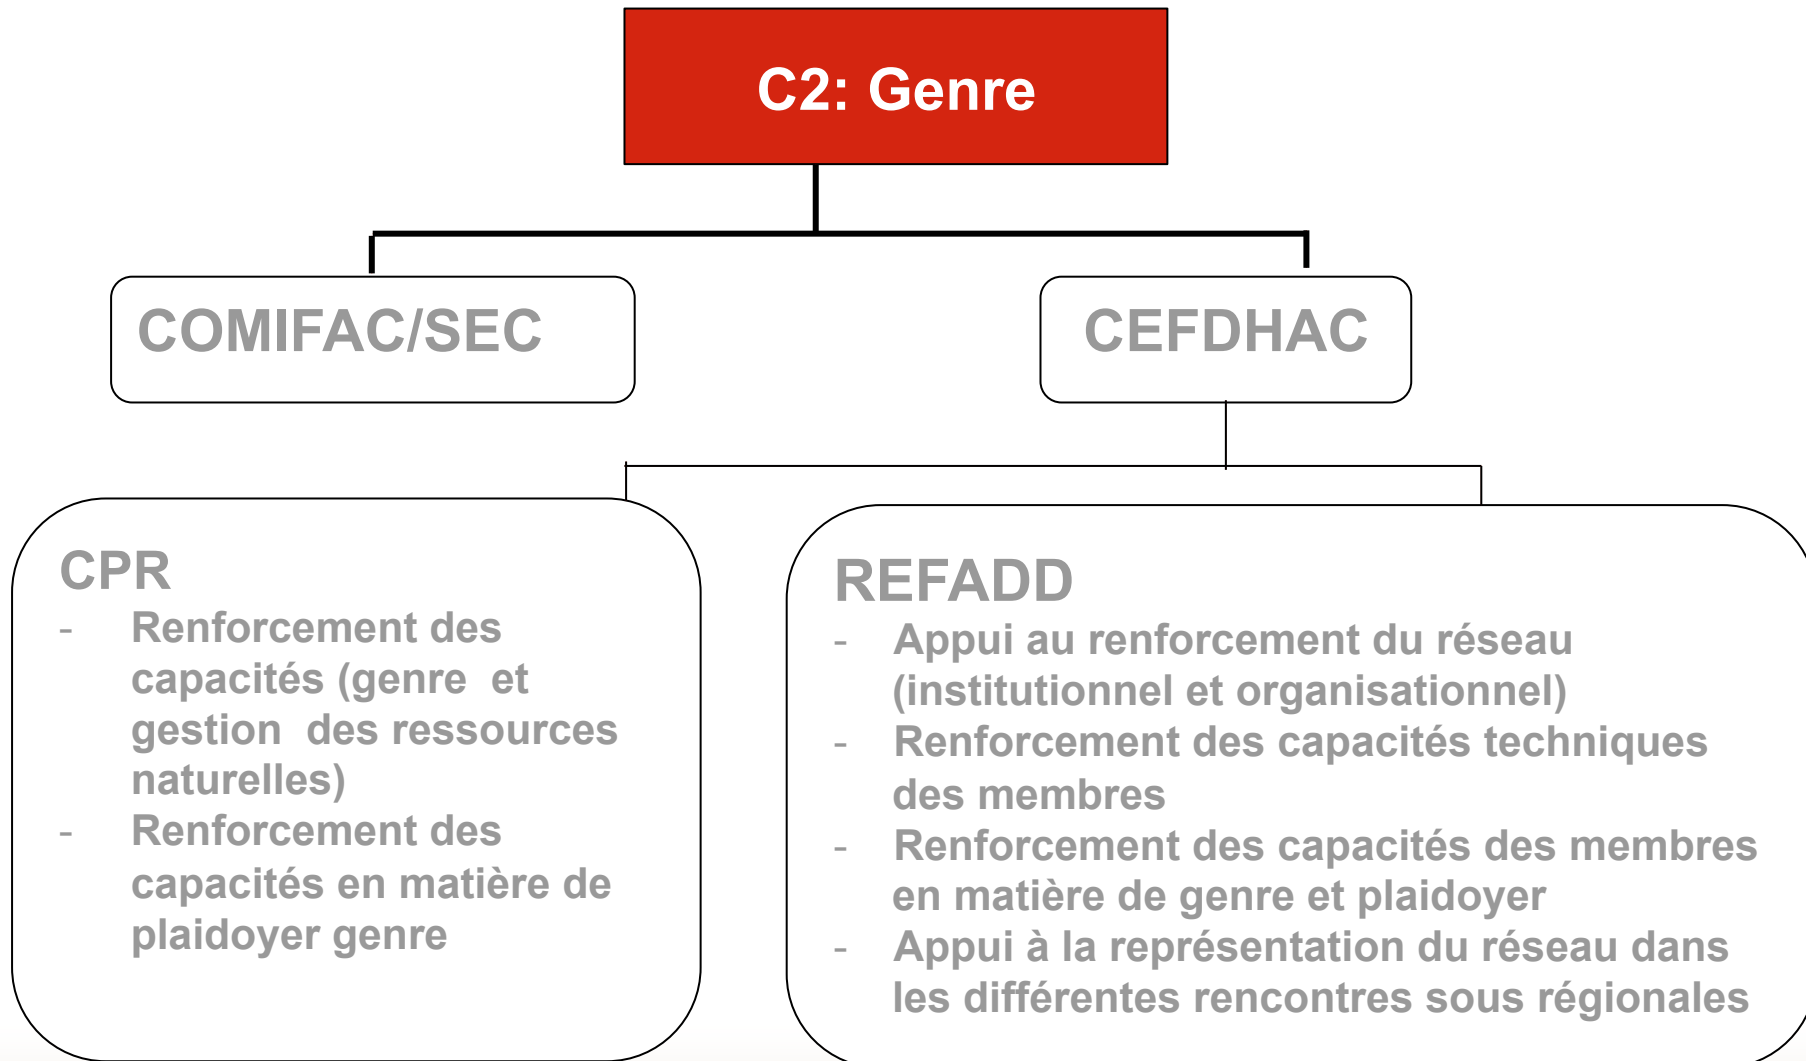 C2: Genre
COMIFAC/SEC
CEFDHAC
CPR
- Renforcement des
capacités (genre et
gestion des ressources
naturelles)
- Renforcement des
capacités en matière de
plaidoyer genre
REFADD
- Appui au renforcement du réseau
(institutionnel et organisationnel)
- Renforcement des capacités techniques
des membres
- Renforcement des capacités des membres
en matière de genre et plaidoyer
- Appui à la représentation du réseau dans
les différentes rencontres sous régionales